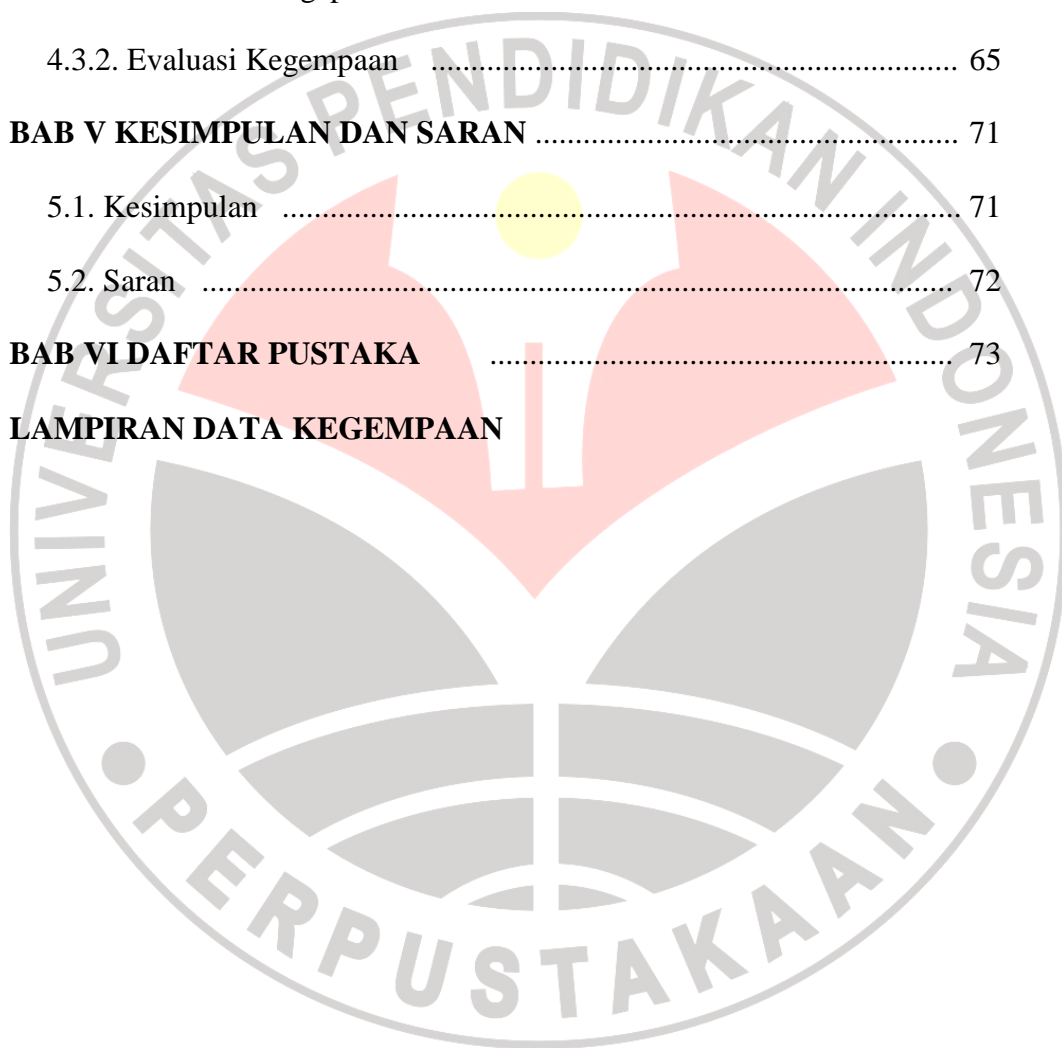 4.3.2. Evaluasi Kegempaan ................................................................ 65
BAB V KESIMPULAN DAN SARAN .................................................... 71
5.1. Kesimpulan ................................................................................... 71
5.2. Saran ............................................................................................ 72
BAB VI DAFTAR PUSTAKA ........................................................ 73
LAMPIRAN DATA KEGEMPAAN
UNIVERSITAS PENDIDIKAN INDONESIA
PERPUSTAKAAN